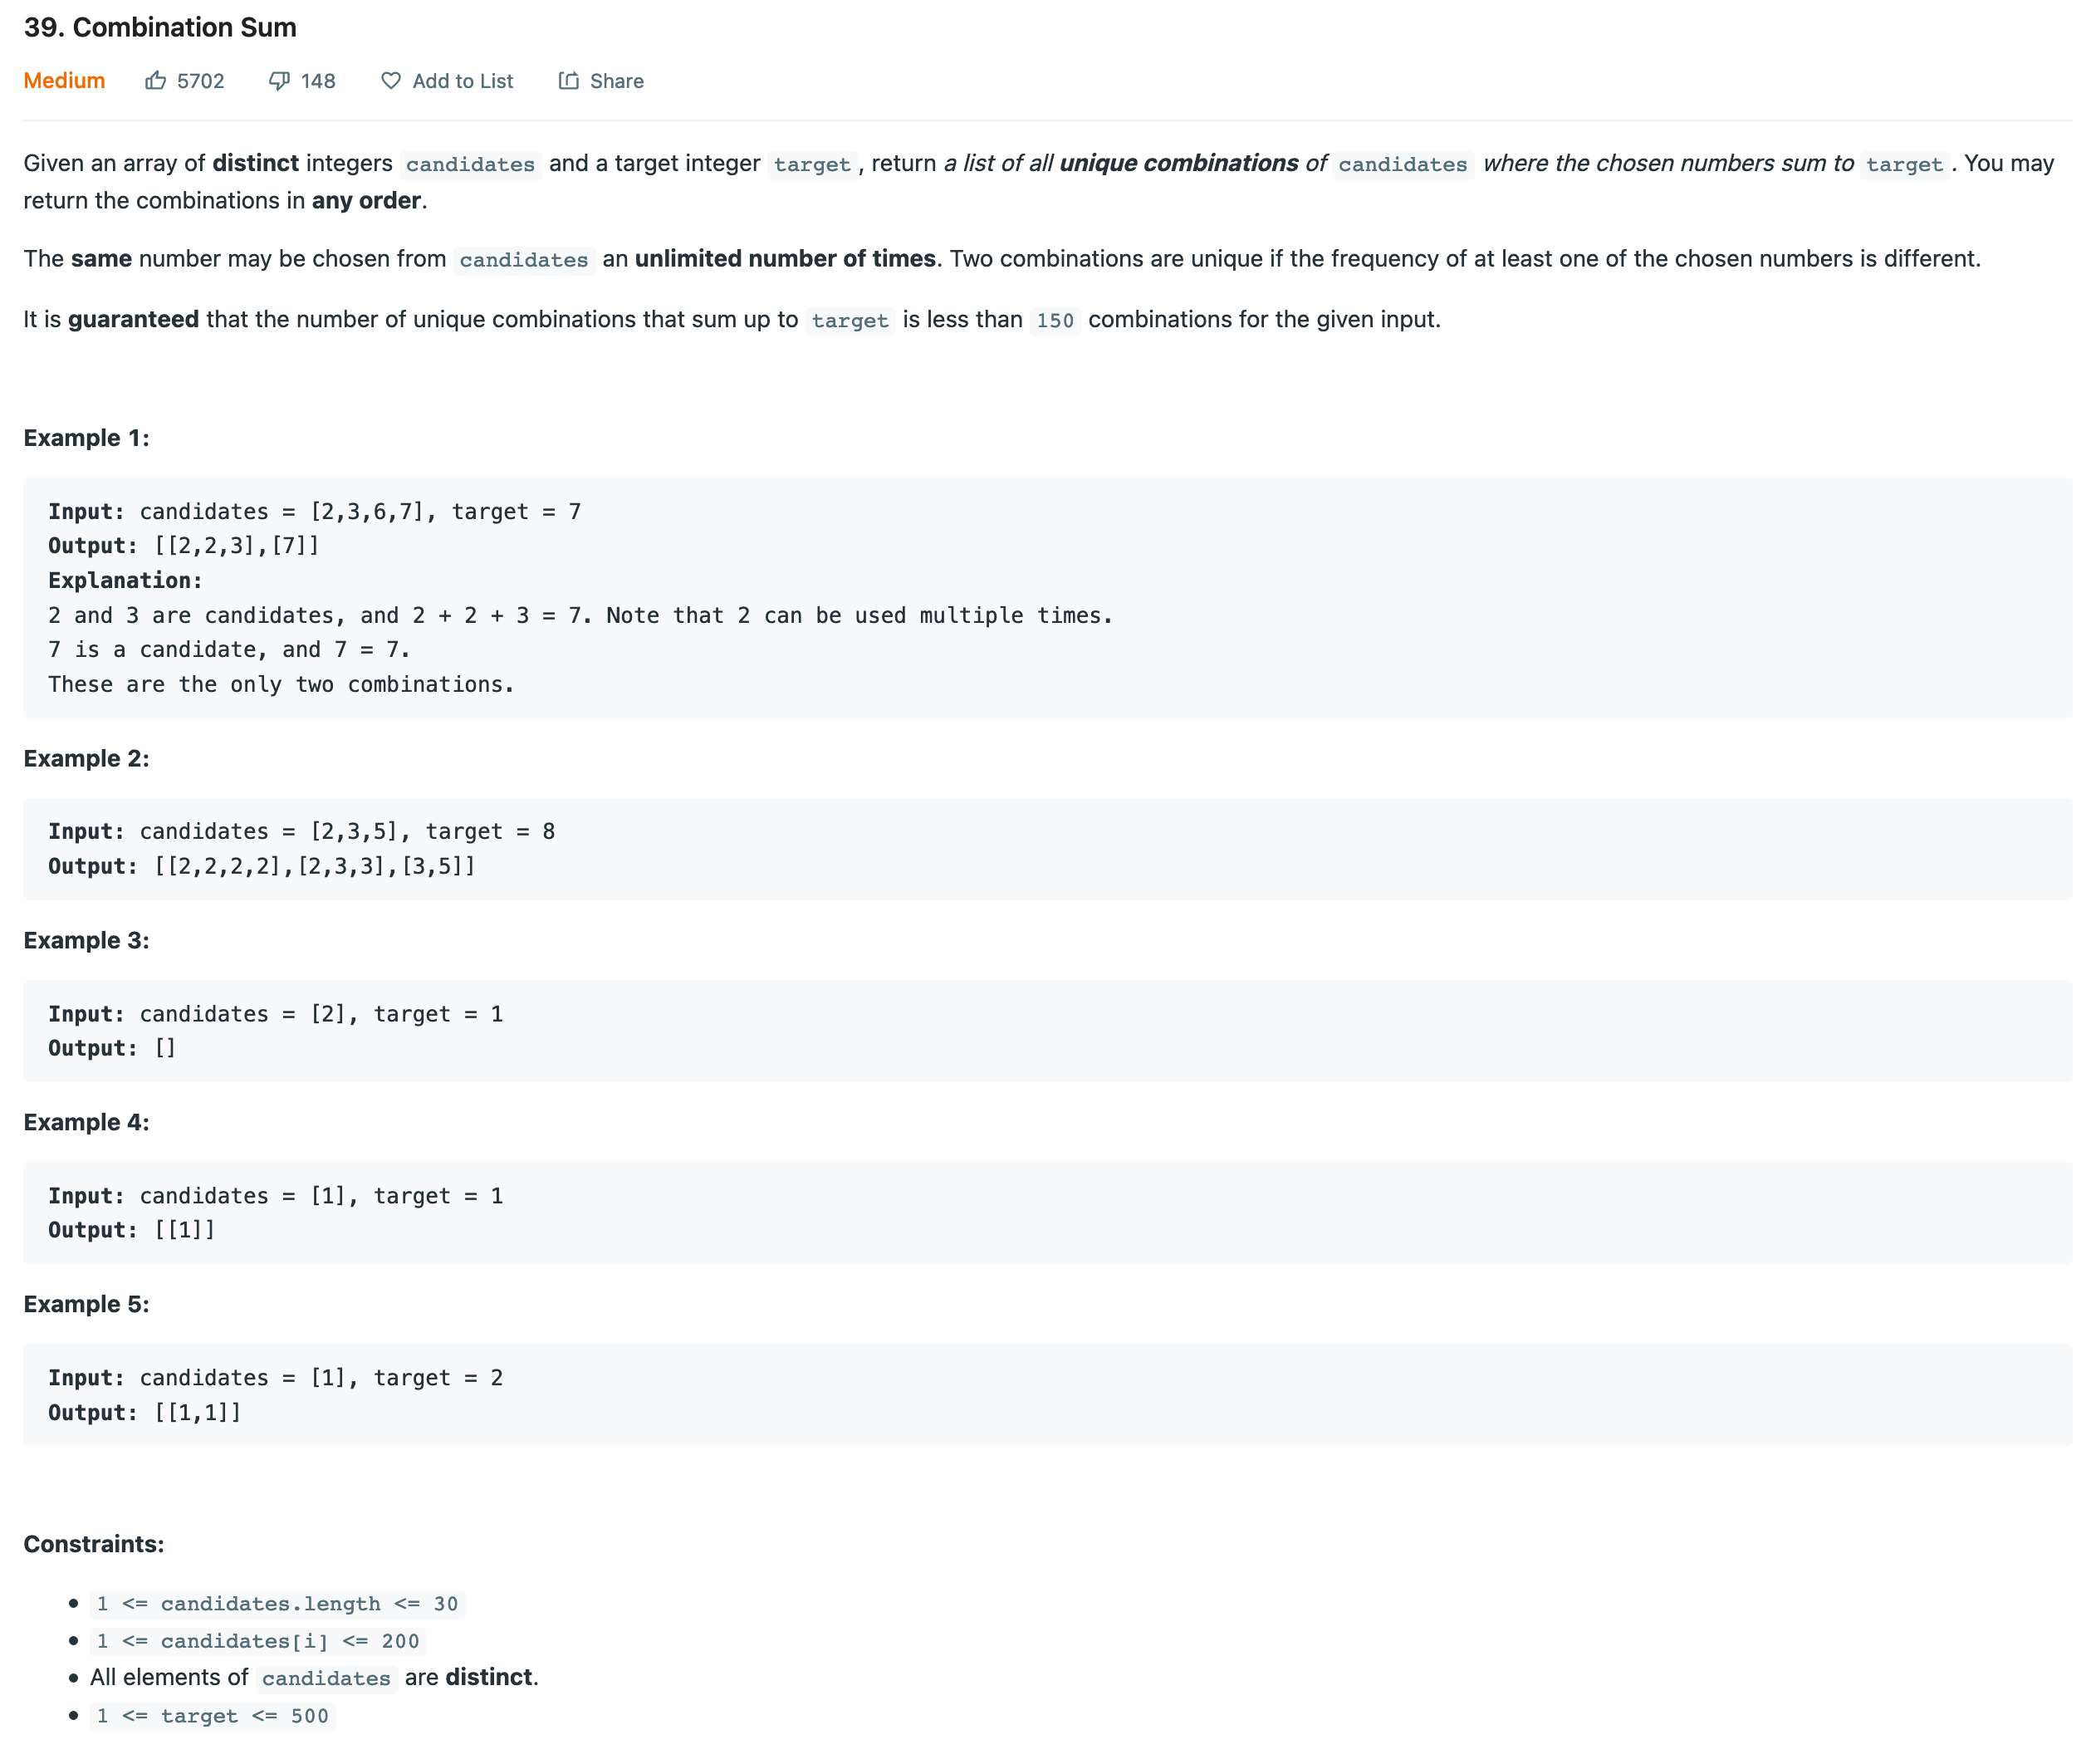 39. Combination Sum
Medium 5702 148 Add to List Share
Given an array of distinct integers candidates and a target integer target, return a list of all unique combinations of candidates where the chosen numbers sum to target. You may
return the combinations in any order.
The same number may be chosen from candidates an unlimited number of times. Two combinations are unique if the frequency of at least one of the chosen numbers is different.
It is guaranteed that the number of unique combinations that sum up to target is less than 150 combinations for the given input.
Example 1:
Input: candidates = [2,3,6,7], target = 7
Output: [[2,2,3],[7]]
Explanation:
2 and 3 are candidates, and 2 + 2 + 3 = 7. Note that 2 can be used multiple times.
7 is a candidate, and 7 = 7.
These are the only two combinations.
Example 2:
Input: candidates = [2,3,5], target = 8
Output: [[2,2,2,2],[2,3,3],[3,5]]
Example 3:
Input: candidates = [2], target = 1
Output: []
Example 4:
Input: candidates = [1], target = 1
Output: [[1]]
Example 5:
Input: candidates = [1], target = 2
Output: [[1,1]]
Constraints:
• 1 <= candidates.length <= 30
• 1 <= candidates[i] <= 200
• All elements of candidates are distinct.
• 1 <= target <= 500